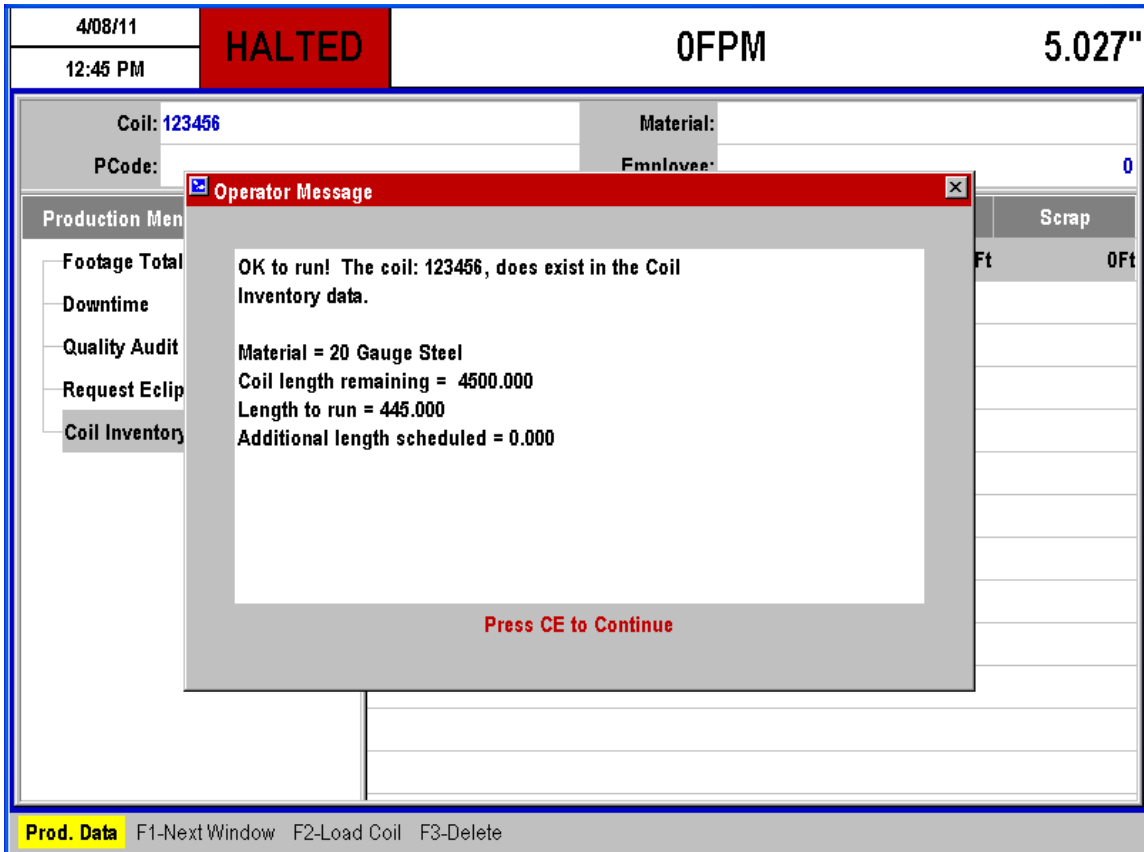 4/08/11
12:45 PM
HALTED
0FPM
5.027"
Coil: 123456
Material:
PCode:
Employee: 0
Operator Message
Production Men
Scrap
Footage Total
Ft 0Ft
Downtime
Quality Audit
Request Eclip
Coil Inventory
OK to run! The coil: 123456, does exist in the Coil
Inventory data.
Material = 20 Gauge Steel
Coil length remaining = 4500.000
Length to run = 445.000
Additional length scheduled = 0.000
Press CE to Continue
Prod. Data F1-Next Window F2-Load Coil F3-Delete